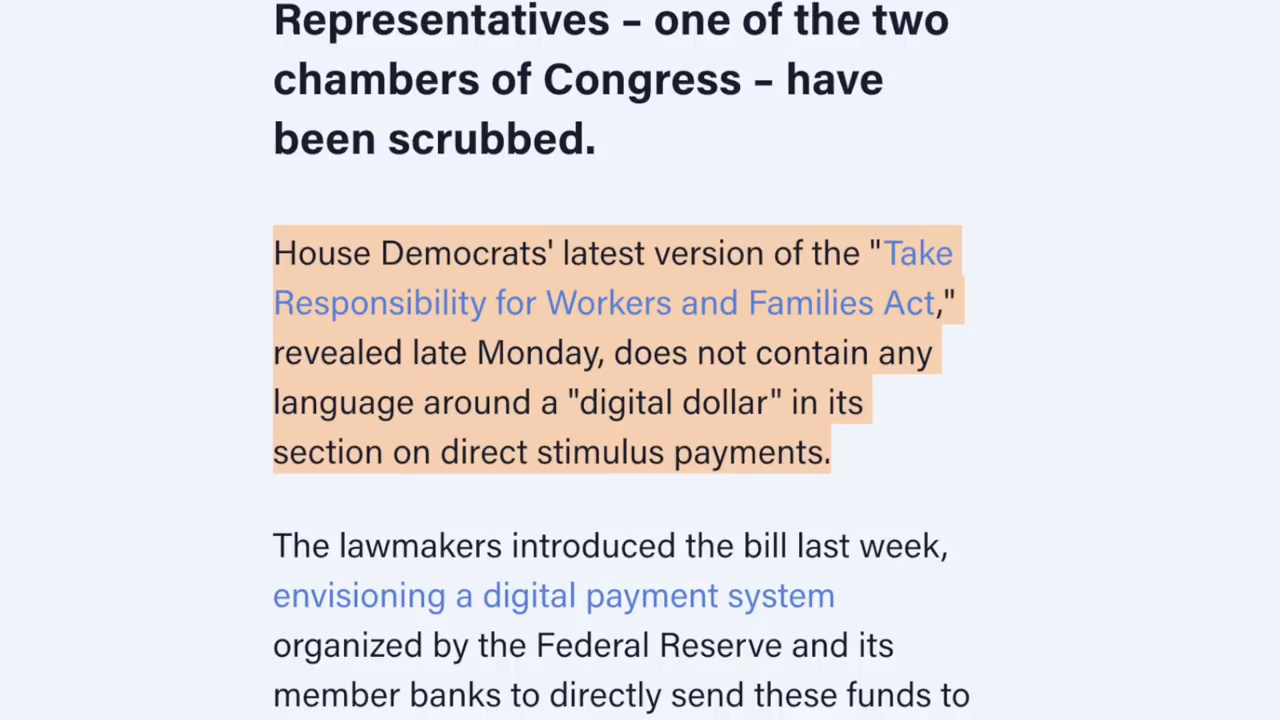 Representatives – one of the two
chambers of Congress – have
been scrubbed.
House Democrats' latest version of the "Take
Responsibility for Workers and Families Act,"
revealed late Monday, does not contain any
language around a "digital dollar" in its
section on direct stimulus payments.
The lawmakers introduced the bill last week,
envisioning a digital payment system
organized by the Federal Reserve and its
member banks to directly send these funds to